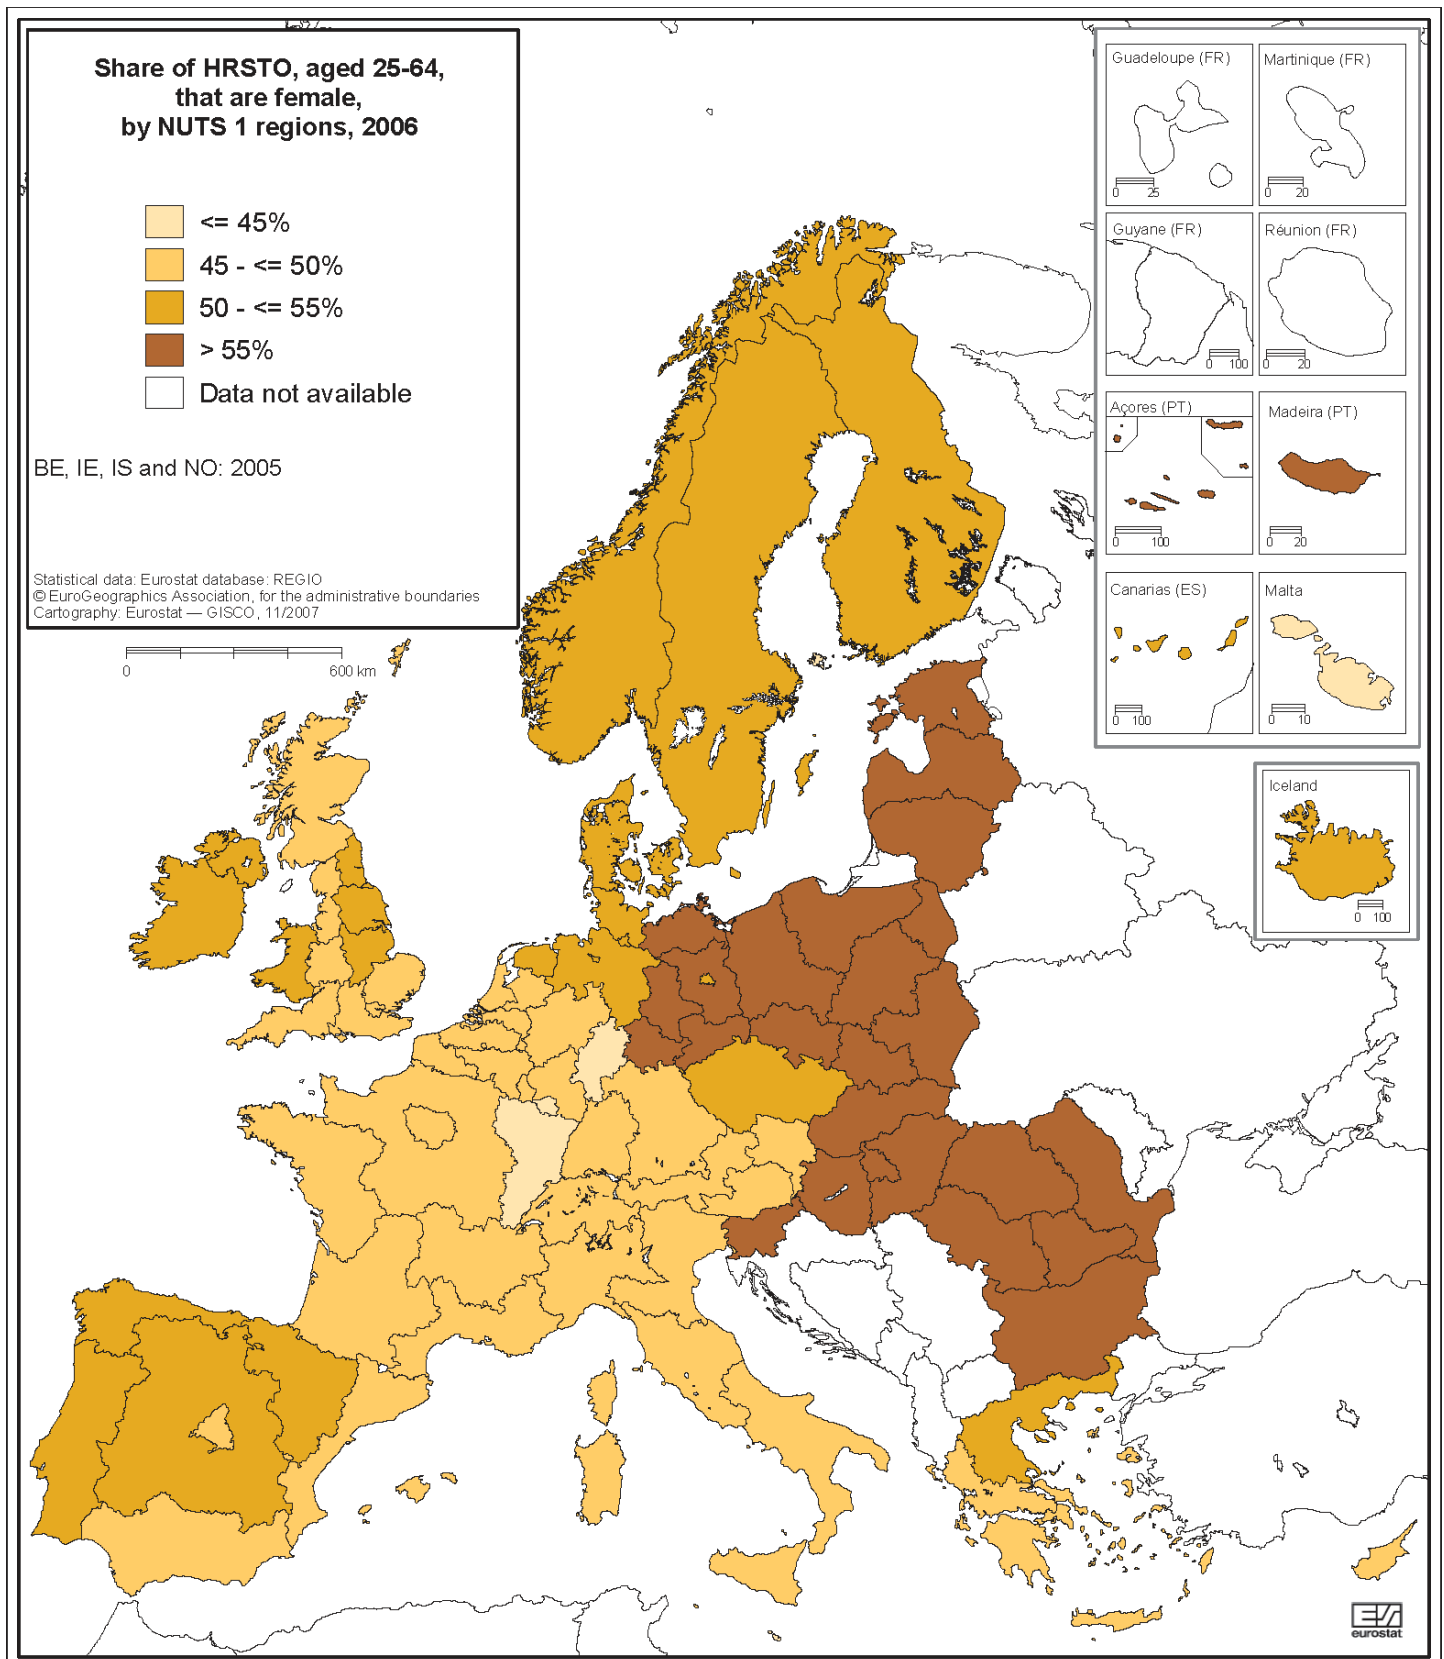 Share of HRSTO, aged 25-64,
that are female,
by NUTS 1 regions, 2006
<= 45%
45 - <= 50%
50 - <= 55%
> 55%
Data not available
BE, IE, IS and NO: 2005
Statistical data: Eurostat database: REGIO
© EuroGeographics Association, for the administrative boundaries
Cartography: Eurostat — GISCO, 11/2007
0 600 km
Guadeloupe (FR)
0 25
Martinique (FR)
0 20
Guyane (FR)
0 100
Réunion (FR)
0 20
Açores (PT)
0 100
Madeira (PT)
0 20
Canarias (ES)
0 100
Malta
0 10
Iceland
0 100
eurostat